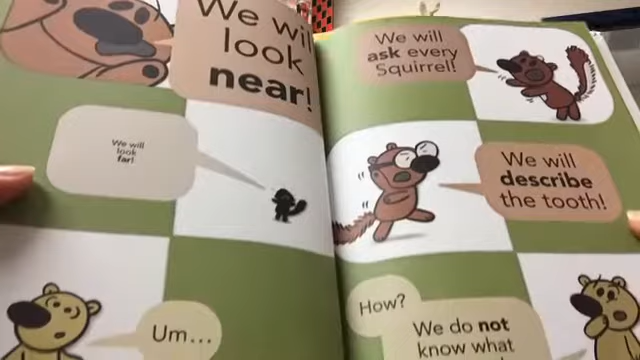 We will
look
near!
We will
look
far!
Um...
We will
ask every
Squirrel!
We will
describe
the tooth!
How?
We do not
know what